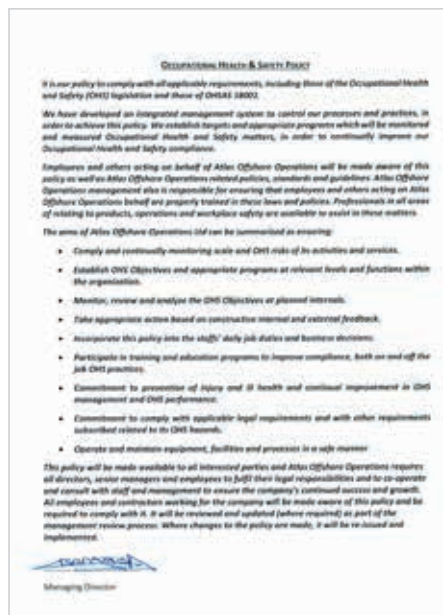 OCCUPATIONAL HEALTH & SAFETY POLICY
It is our policy to comply with all applicable requirements, including those of the Occupational Health
and Safety (OHS) legislation and those of OHSAS 18001.
We have developed an integrated management system to control our processes and practices, in
order to achieve this policy. We establish targets and appropriate programs which will be monitored
and measured Occupational Health and Safety matters, in order to continually improve our
Occupational Health and Safety compliance.
Employees and others acting on behalf of Atlas Offshore Operations will be made aware of this
policy as well as Atlas Offshore Operations related policies, standards and guidelines. Atlas Offshore
Operations management also is responsible for ensuring that employees and others acting on Atlas
Offshore Operations behalf are properly trained in these laws and policies. Professionals in all areas
of relating to products, operations and workplace safety are available to assist in these matters.
The aims of Atlas Offshore Operations Ltd can be summarised as ensuring:
• Comply and continually monitoring scale and OHS risks of its activities and services.
• Establish OHS Objectives and appropriate programs at relevant levels and functions within
the organisation.
• Monitor, review and analyze the OHS Objectives at planned internals.
• Take appropriate action based on constructive internal and external feedback.
• Incorporate this policy into the staffs' daily job duties and business decisions.
• Participate in training and education programs to improve compliance, both on and off the
job OHS practices.
• Commitment to prevention of injury and ill health and continual improvement in OHS
management and OHS performance.
• Commitment to comply with applicable legal requirements and with other requirements
subscribed related to its OHS hazards.
• Operate and maintain equipment, facilities and processes in a safe manner
This policy will be made available to all interested parties and Atlas Offshore Operations requires
all directors, senior managers and employees to fulfil their legal responsibilities and to co-operate
and consult with staff and management to ensure the company's continued success and growth.
All employees and contractors working for the company will be made aware of this policy and be
required to comply with it. It will be reviewed and updated (where required) as part of the
management review process. Where changes to the policy are made, it will be re-issued and
implemented.
Managing Director